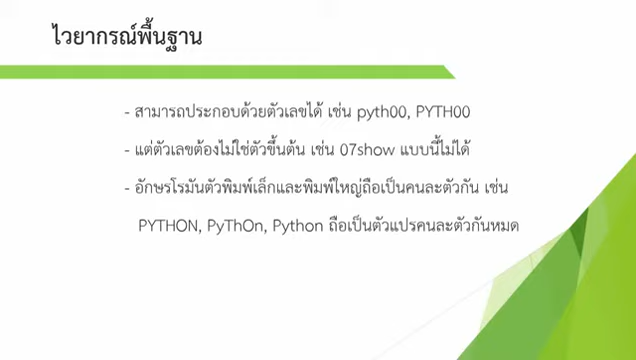 ไวยากรณ์พื้นฐาน
- สามารถประกอบด้วยตัวเลขได้ เช่น pyth00, PYTH00
- แต่ตัวเลขต้องไม่ใช่ตัวขึ้นต้น เช่น 07show แบบนี้ไม่ได้
- อักษรโรมันตัวพิมพ์เล็กและพิมพ์ใหญ่ถือเป็นคนละตัวกัน เช่น
PYTHON, PyThOn, Python ถือเป็นตัวแปรคนละตัวกันหมด